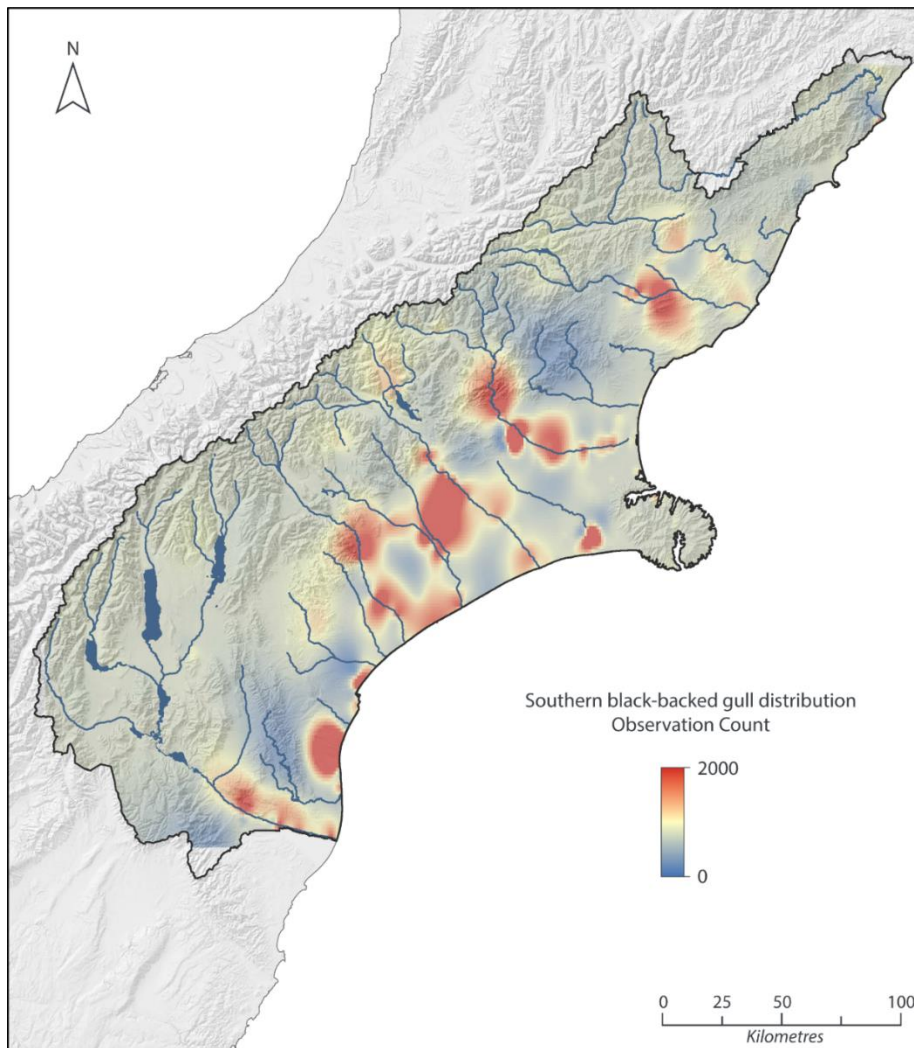 N
Southern black-backed gull distribution
Observation Count
2000
0
0 25 50 100
Kilometres